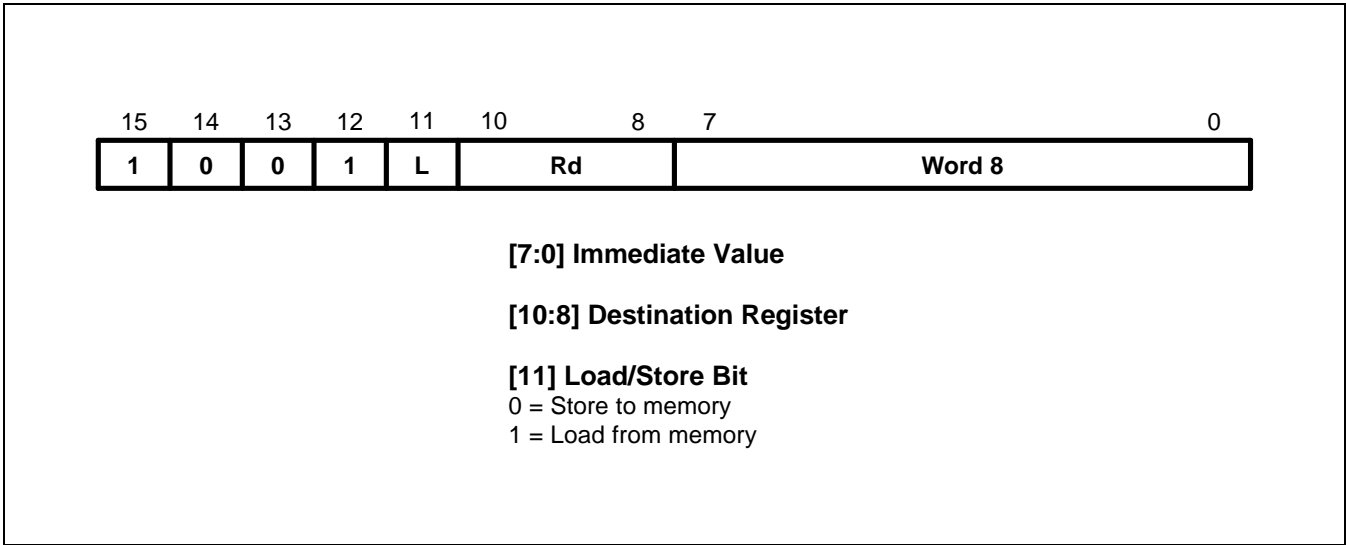 15 14 13 12 11 10 8 7 0
1 0 0 1 L Rd Word 8
[7:0] Immediate Value
[10:8] Destination Register
[11] Load/Store Bit
0 = Store to memory
1 = Load from memory